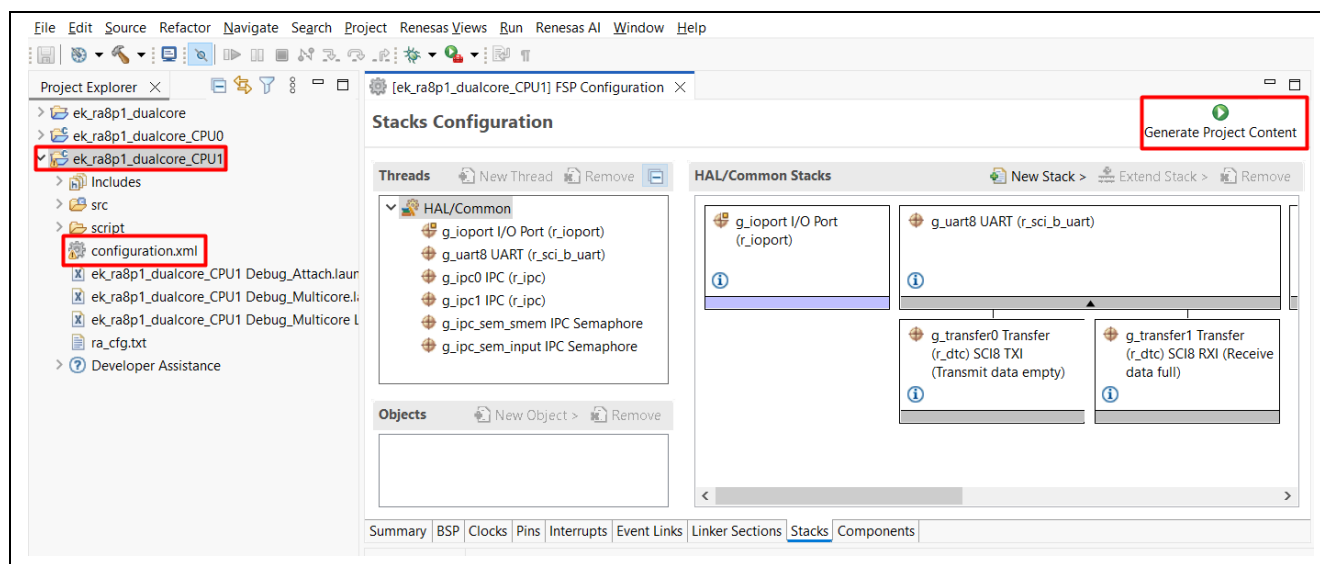 File Edit Source Refactor Navigate Search Project Renesas Views Run Renesas AI Window Help
Project Explorer
[ek_ra8p1_dualcore_CPU1] FSP Configuration
ek_ra8p1_dualcore
ek_ra8p1_dualcore_CPU0
ek_ra8p1_dualcore_CPU1
Includes
src
script
configuration.xml
ek_ra8p1_dualcore_CPU1 Debug_Attach.laun
ek_ra8p1_dualcore_CPU1 Debug_Multicore.l
ek_ra8p1_dualcore_CPU1 Debug_Multicore L
ra_cfg.txt
Developer Assistance
Stacks Configuration
Generate Project Content
Threads New Thread Remove
HAL/Common
g_ioport I/O Port (r_ioport)
g_uart8 UART (r_sci_b_uart)
g_ipc0 IPC (r_ipc)
g_ipc1 IPC (r_ipc)
g_ipc_sem_smem IPC Semaphore
g_ipc_sem_input IPC Semaphore
Objects New Object > Remove
HAL/Common Stacks New Stack > Extend Stack > Remove
g_ioport I/O Port
(r_ioport)
g_uart8 UART (r_sci_b_uart)
g_transfer0 Transfer
(r_dtc) SCI8 TXI
(Transmit data empty)
g_transfer1 Transfer
(r_dtc) SCI8 RXI (Receive
data full)
Summary BSP Clocks Pins Interrupts Event Links Linker Sections Stacks Components